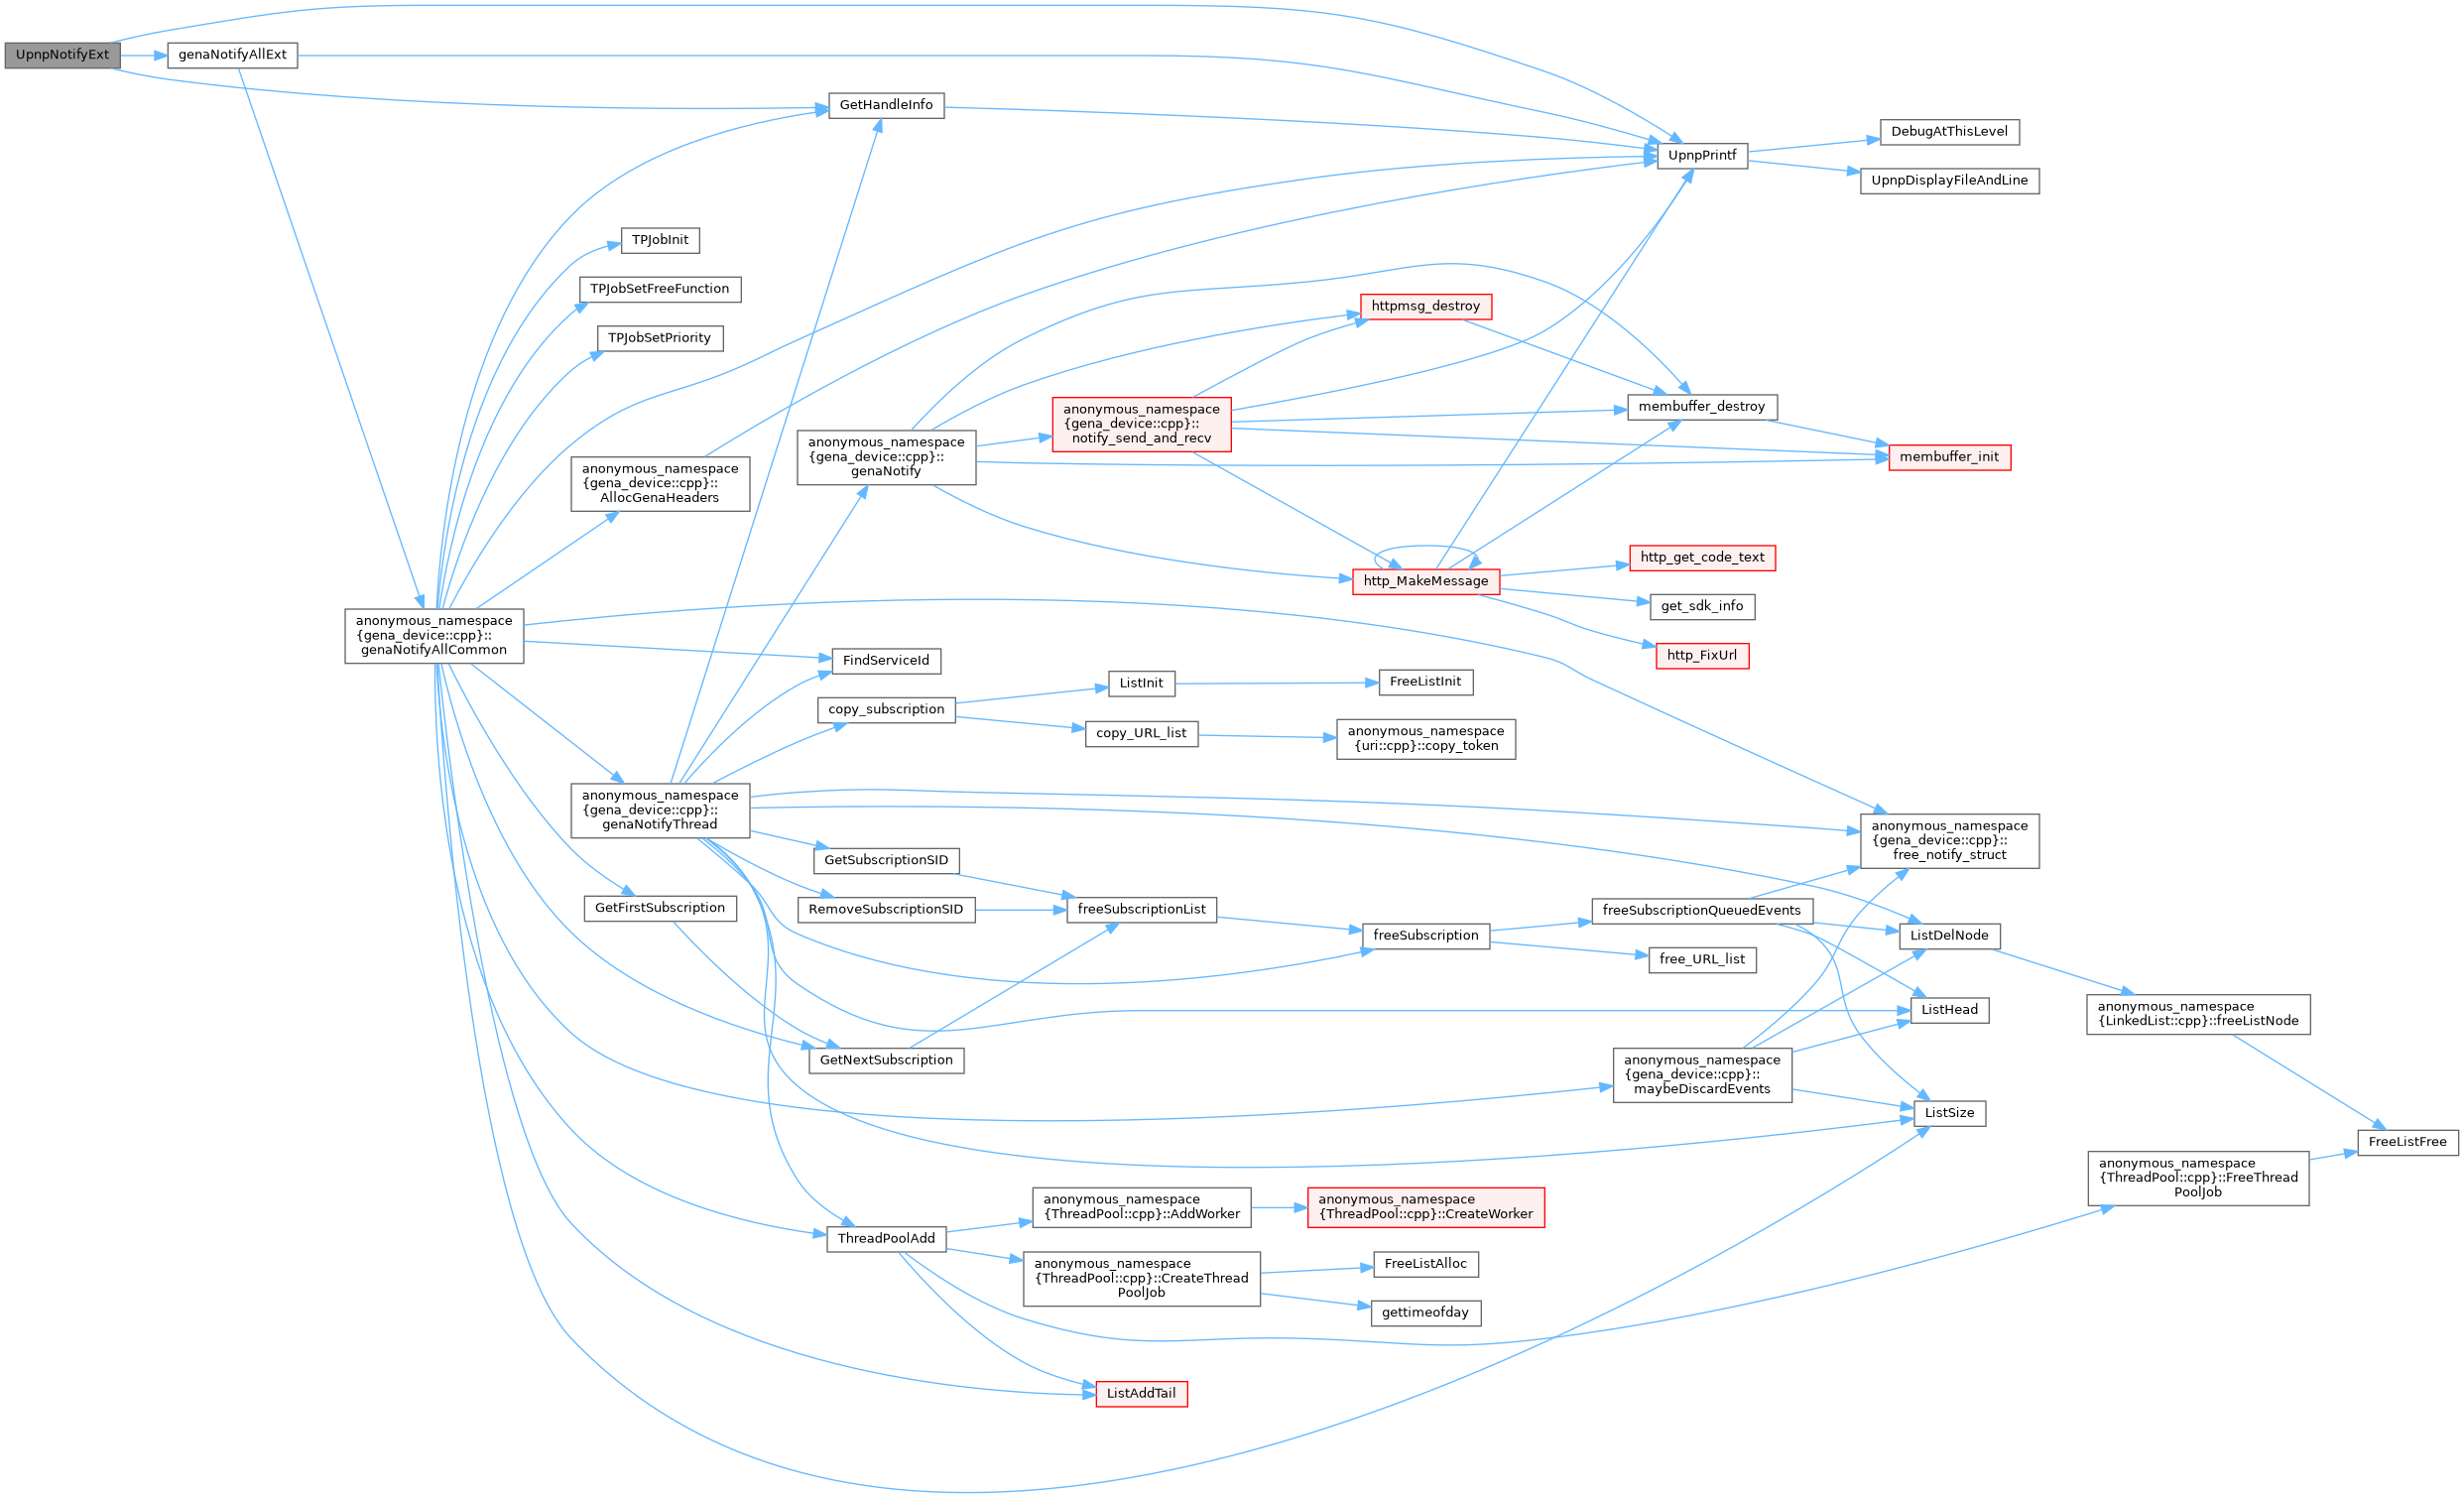 UpnpNotifyExt
genaNotifyAllExt
GetHandleInfo
UpnpPrintf
DebugAtThisLevel
UpnpDisplayFileAndLine
TPJobInit
TPJobSetFreeFunction
TPJobSetPriority
httpmsg_destroy
anonymous_namespace
{gena_device::cpp}::
notify_send_and_recv
membuffer_destroy
membuffer_init
anonymous_namespace
{gena_device::cpp}::
genaNotify
anonymous_namespace
{gena_device::cpp}::
AllocGenaHeaders
http_MakeMessage
http_get_code_text
get_sdk_info
http_FixUrl
anonymous_namespace
{gena_device::cpp}::
genaNotifyAllCommon
FindServiceId
copy_subscription
ListInit
FreeListInit
copy_URL_list
anonymous_namespace
{uri::cpp}::copy_token
anonymous_namespace
{gena_device::cpp}::
genaNotifyThread
anonymous_namespace
{gena_device::cpp}::
free_notify_struct
GetSubscriptionSID
GetFirstSubscription
RemoveSubscriptionSID
freeSubscriptionList
freeSubscription
freeSubscriptionQueuedEvents
free_URL_list
ListDelNode
ListHead
anonymous_namespace
{LinkedList::cpp}::freeListNode
GetNextSubscription
anonymous_namespace
{gena_device::cpp}::
maybeDiscardEvents
ListSize
FreeListFree
anonymous_namespace
{ThreadPool::cpp}::FreeThread
PoolJob
ThreadPoolAdd
anonymous_namespace
{ThreadPool::cpp}::AddWorker
anonymous_namespace
{ThreadPool::cpp}::CreateWorker
anonymous_namespace
{ThreadPool::cpp}::CreateThread
PoolJob
FreeListAlloc
gettimeofday
ListAddTail